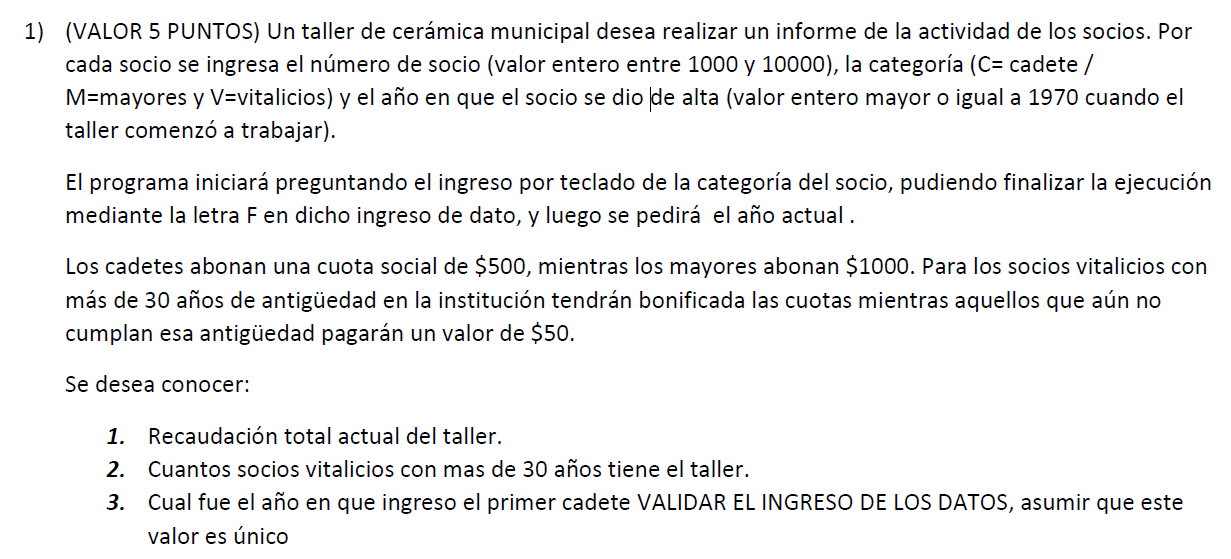 1) (VALOR 5 PUNTOS) Un taller de cerámica municipal desea realizar un informe de la actividad de los socios. Por
cada socio se ingresa el número de socio (valor entero entre 1000 y 10000), la categoría (C= cadete /
M=mayores y V=vitalicios) y el año en que el socio se dio de alta (valor entero mayor o igual a 1970 cuando el
taller comenzó a trabajar).
El programa iniciará preguntando el ingreso por teclado de la categoría del socio, pudiendo finalizar la ejecución
mediante la letra F en dicho ingreso de dato, y luego se pedirá el año actual .
Los cadetes abonan una cuota social de $500, mientras los mayores abonan $1000. Para los socios vitalicios con
más de 30 años de antigüedad en la institución tendrán bonificada las cuotas mientras aquellos que aún no
cumplan esa antigüedad pagarán un valor de $50.
Se desea conocer:
1. Recaudación total actual del taller.
2. Cuantos socios vitalicios con mas de 30 años tiene el taller.
3. Cual fue el año en que ingreso el primer cadete VALIDAR EL INGRESO DE LOS DATOS, asumir que este
valor es único